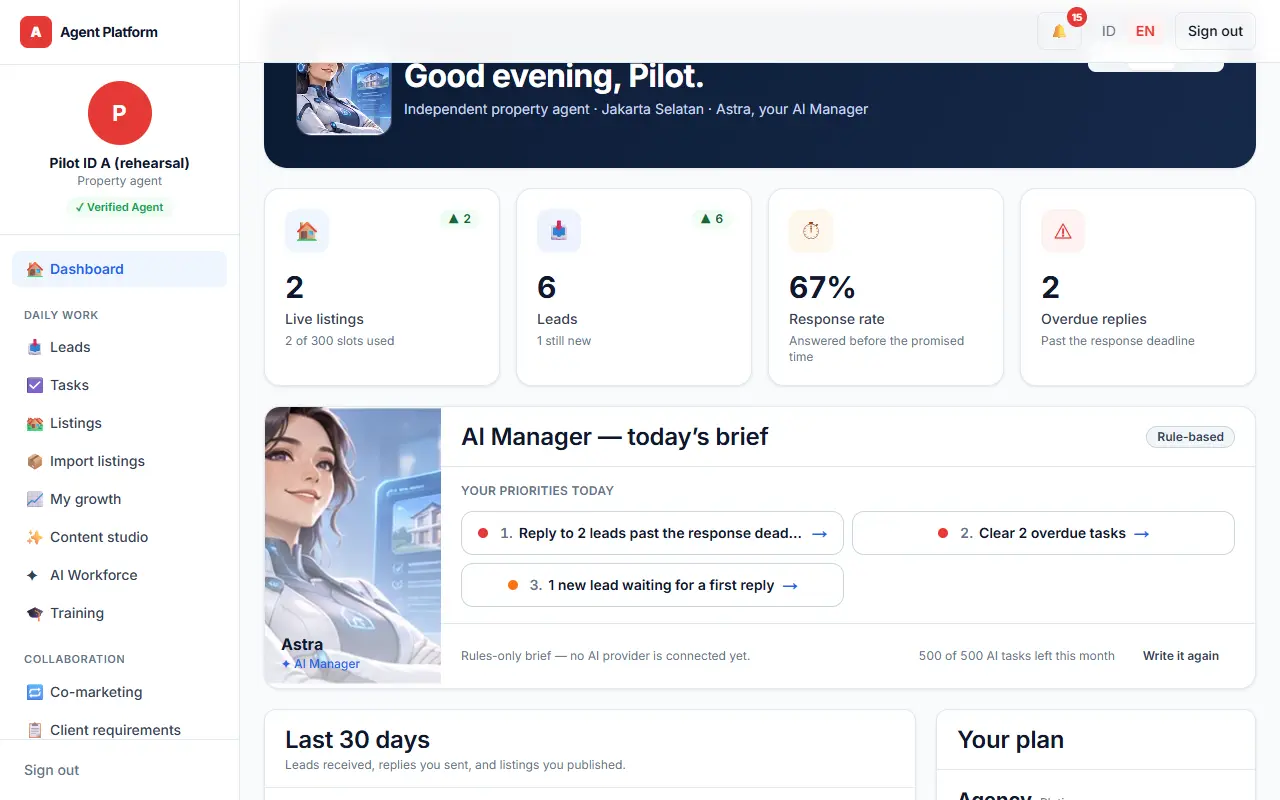 A Agent Platform
15
ID EN Sign out
P
Pilot ID A (rehearsal)
Property agent
✓ Verified Agent
Dashboard
DAILY WORK
Leads
Tasks
Listings
Import listings
My growth
Content studio
AI Workforce
Training
COLLABORATION
Co-marketing
Client requirements
Sign out
Good evening, Pilot.
Independent property agent · Jakarta Selatan · Astra, your AI Manager
▲ 2
2
Live listings
2 of 300 slots used
▲ 6
6
Leads
1 still new
67%
Response rate
Answered before the promised
time
2
Overdue replies
Past the response deadline
Astra
✦ AI Manager
AI Manager — today’s brief
Rule-based
YOUR PRIORITIES TODAY
1. Reply to 2 leads past the response dead... →
2. Clear 2 overdue tasks →
3. 1 new lead waiting for a first reply →
Rules-only brief — no AI provider is connected yet.
500 of 500 AI tasks left this month
Write it again
Last 30 days
Leads received, replies you sent, and listings you published.
Your plan
Agency